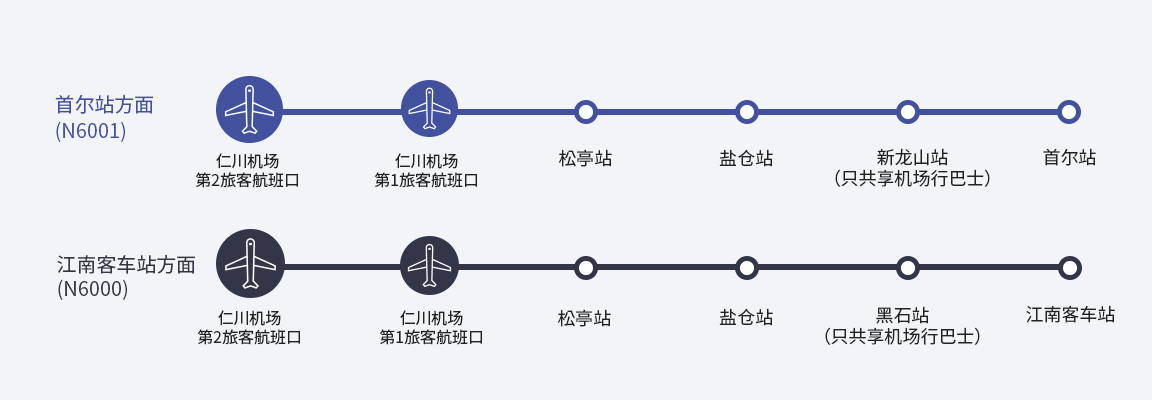 首尔站方面
(N6001)
仁川机场
第2旅客航班口
仁川机场
第1旅客航班口
松亭站
盐仓站
新龙山站
（只共享机场行巴士）
首尔站
江南客车站方面
(N6000)
仁川机场
第2旅客航班口
仁川机场
第1旅客航班口
松亭站
盐仓站
黑石站
（只共享机场行巴士）
江南客车站